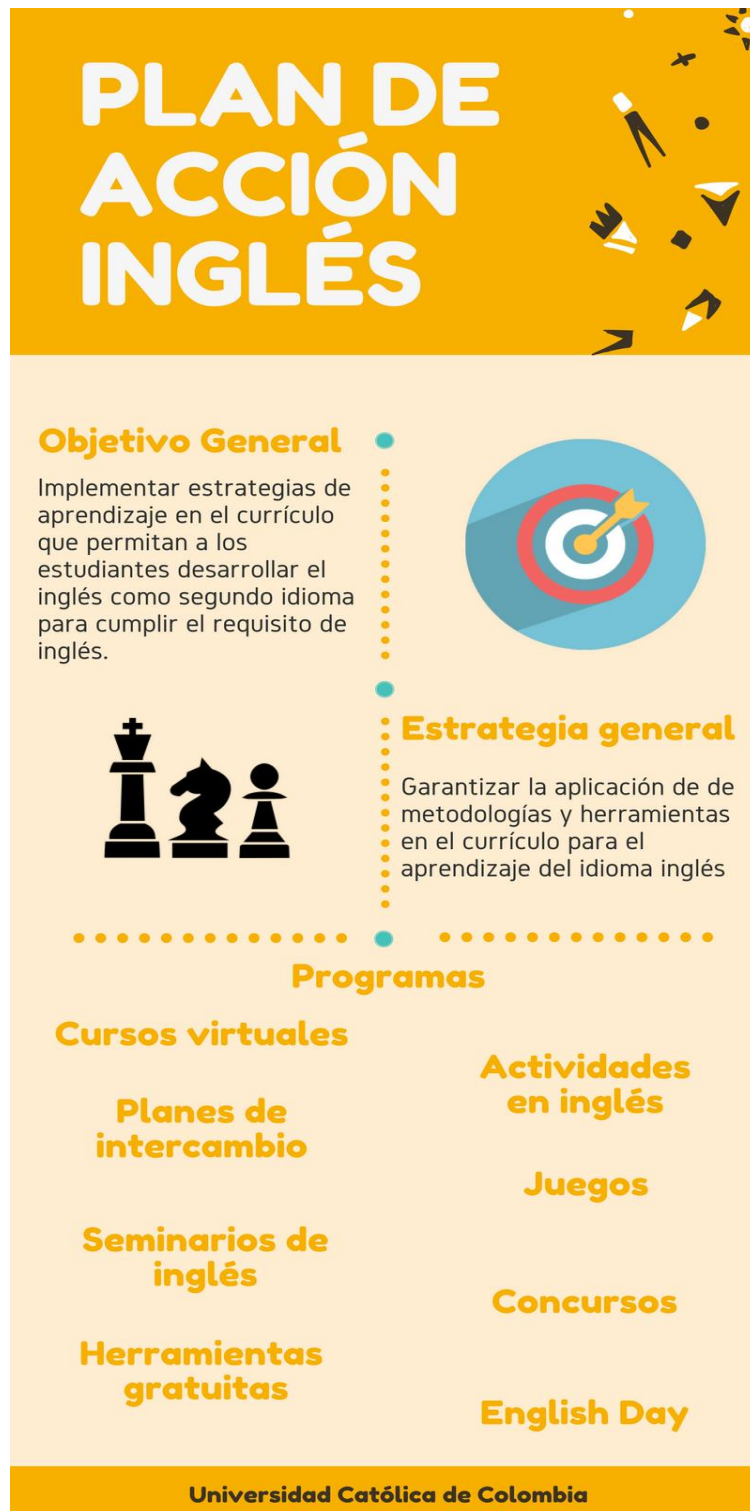 PLAN DE
ACCIÓN
INGLÉS
Objetivo General
Implementar estrategias de
aprendizaje en el currículo
que permitan a los
estudiantes desarrollar el
inglés como segundo idioma
para cumplir el requisito de
inglés.
Estrategia general
Garantizar la aplicación de de
metodologías y herramientas
en el currículo para el
aprendizaje del idioma inglés
Programas
Cursos virtuales
Planes de
intercambio
Seminarios de
inglés
Herramientas
gratuitas
Actividades
en inglés
Juegos
Concursos
English Day
Universidad Católica de Colombia